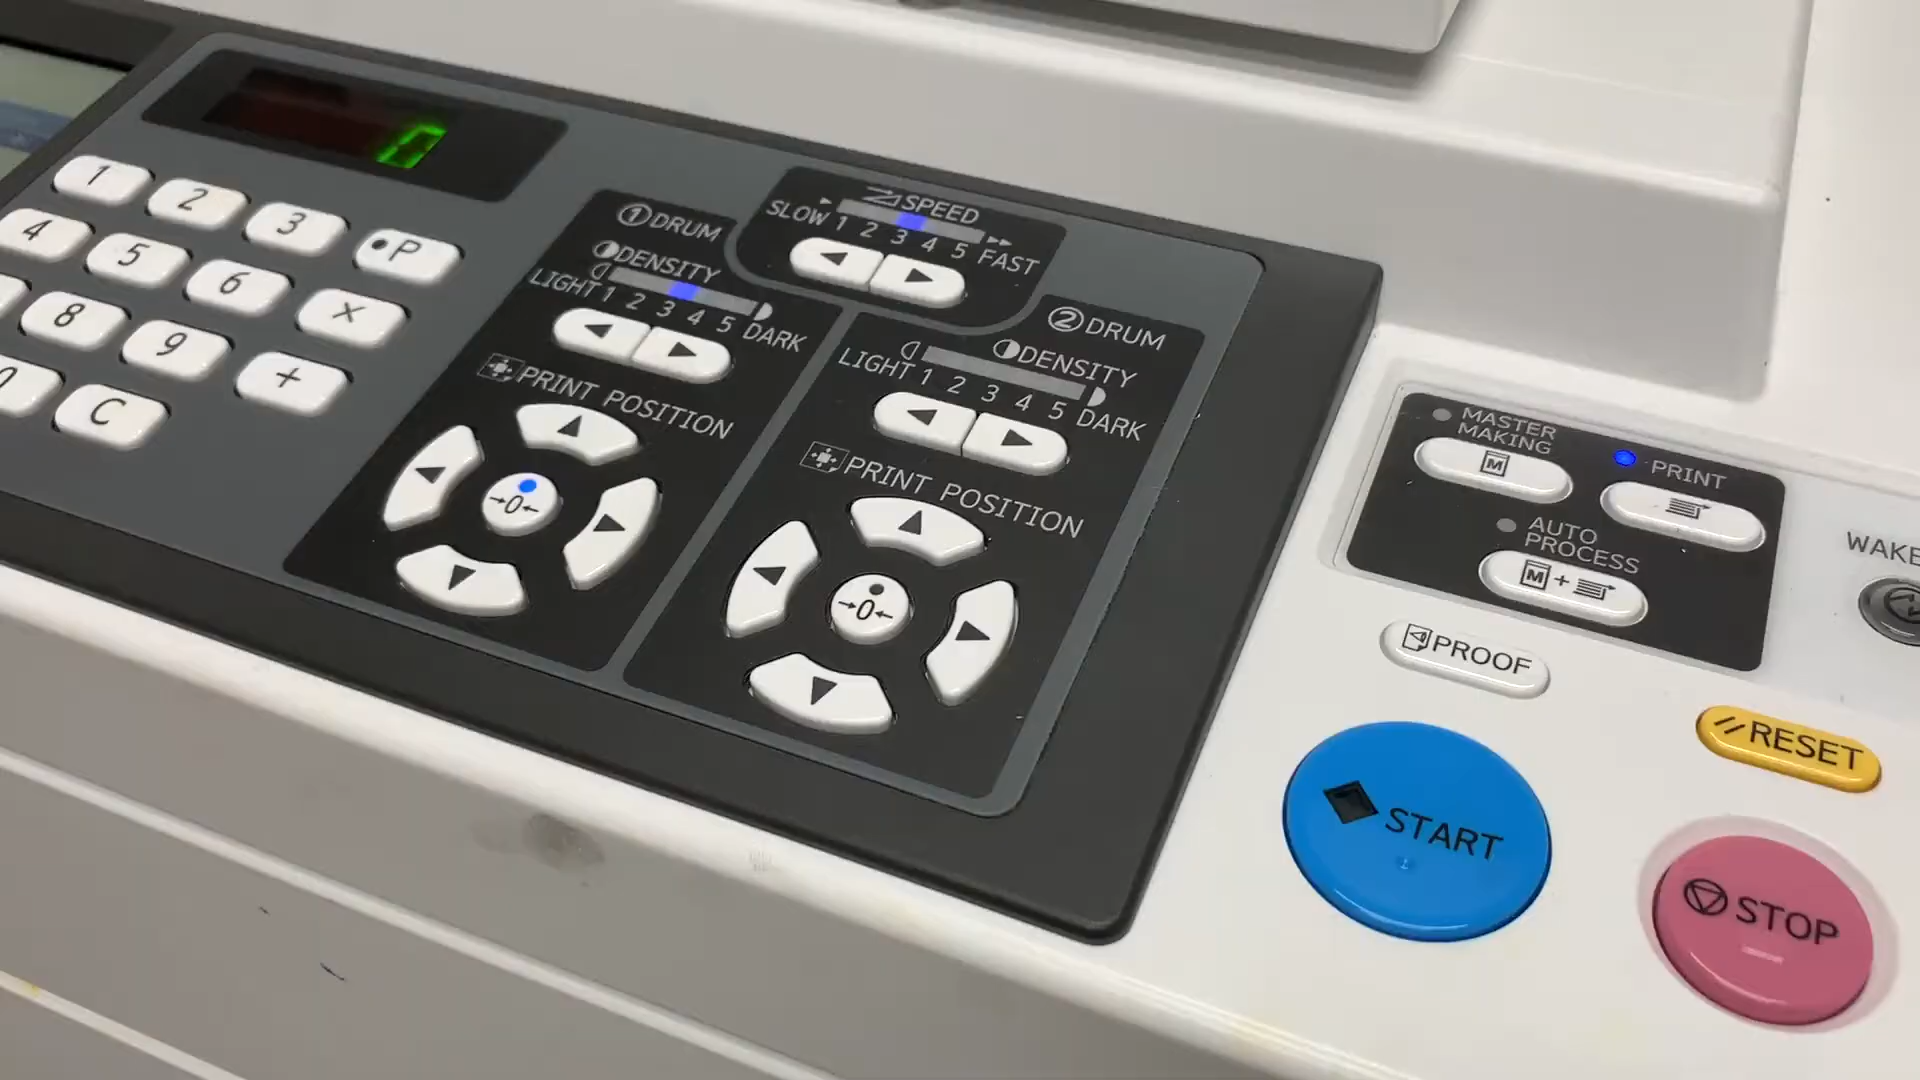 0
1 2 3 P
4 5 6 X
8 9 +
0 C
① DRUM
DENSITY
LIGHT 1 2 3 4 5 DARK
PRINT POSITION
→0←
SPEED
SLOW 1 2 3 4 5 FAST
② DRUM
DENSITY
LIGHT 1 2 3 4 5 DARK
PRINT POSITION
→0←
MASTER
MAKING
M
PRINT
AUTO
PROCESS
M+
PROOF
START
RESET
STOP